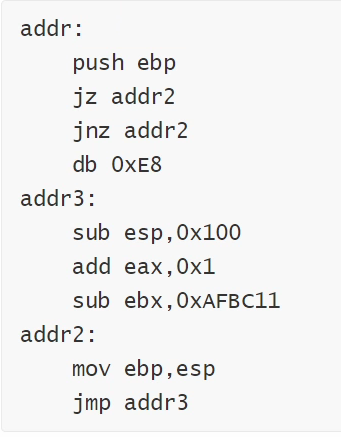 addr:
push ebp
jz addr2
jnz addr2
db 0xE8
addr3:
sub esp,0x100
add eax,0x1
sub ebx,0xAFBC11
addr2:
mov ebp,esp
jmp addr3